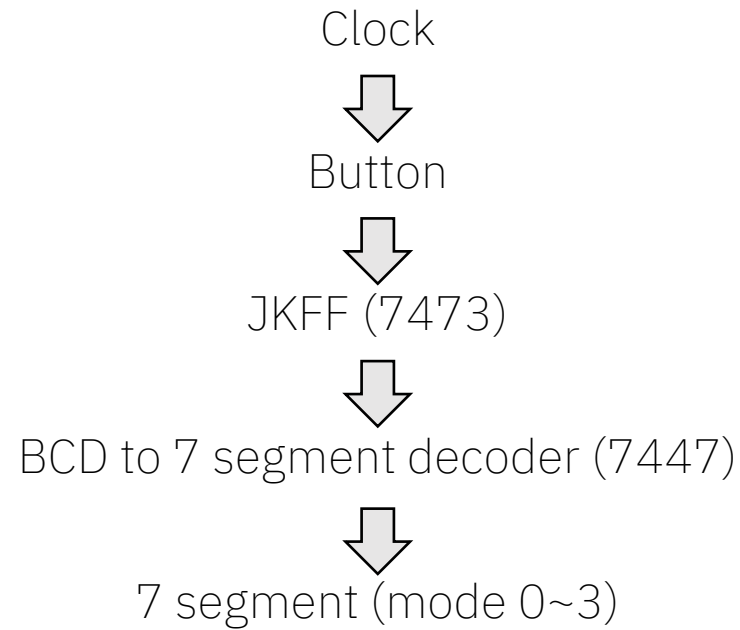 Clock
Button
JKFF (7473)
BCD to 7 segment decoder (7447)
7 segment (mode 0~3)